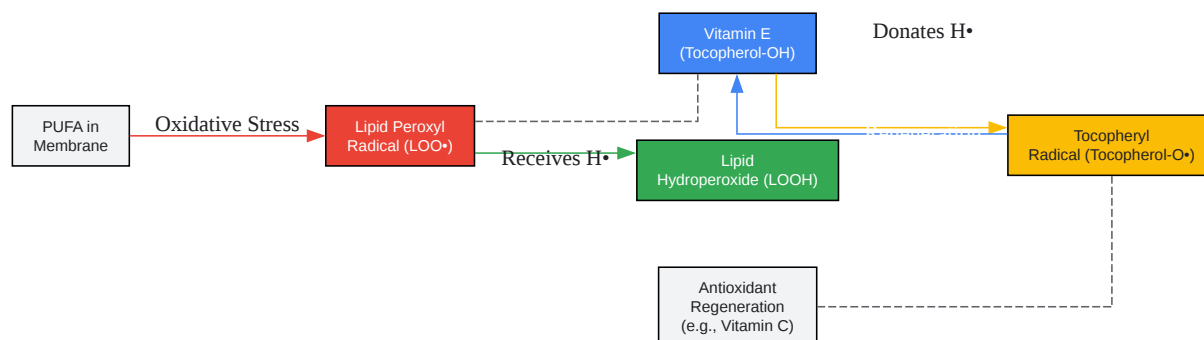 Vitamin E
(Tocopherol-OH)
Donates H•
PUFA in
Membrane
Oxidative Stress
Lipid Peroxyl
Radical (LOO•)
Receives H•
Lipid
Hydroperoxide (LOOH)
Tocopheryl
Radical (Tocopherol-O•)
Antioxidant
Regeneration
(e.g., Vitamin C)